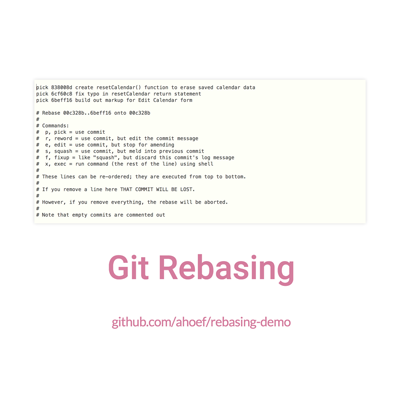 pick 838008d create resetCalendar() function to erase saved calendar data
pick 6cf60c8 fix typo in resetCalendar return statement
pick 6beff16 build out markup for Edit Calendar form
# Rebase 00c328b..6beff16 onto 00c328b
#
# Commands:
#  p, pick = use commit
#  r, reword = use commit, but edit the commit message
#  e, edit = use commit, but stop for amending
#  s, squash = use commit, but meld into previous commit
#  f, fixup = like "squash", but discard this commit's log message
#  x, exec = run command (the rest of the line) using shell
#
# These lines can be re-ordered; they are executed from top to bottom.
#
# If you remove a line here THAT COMMIT WILL BE LOST.
#
# However, if you remove everything, the rebase will be aborted.
#
# Note that empty commits are commented out
Git Rebasing
github.com/ahoef/rebasing-demo